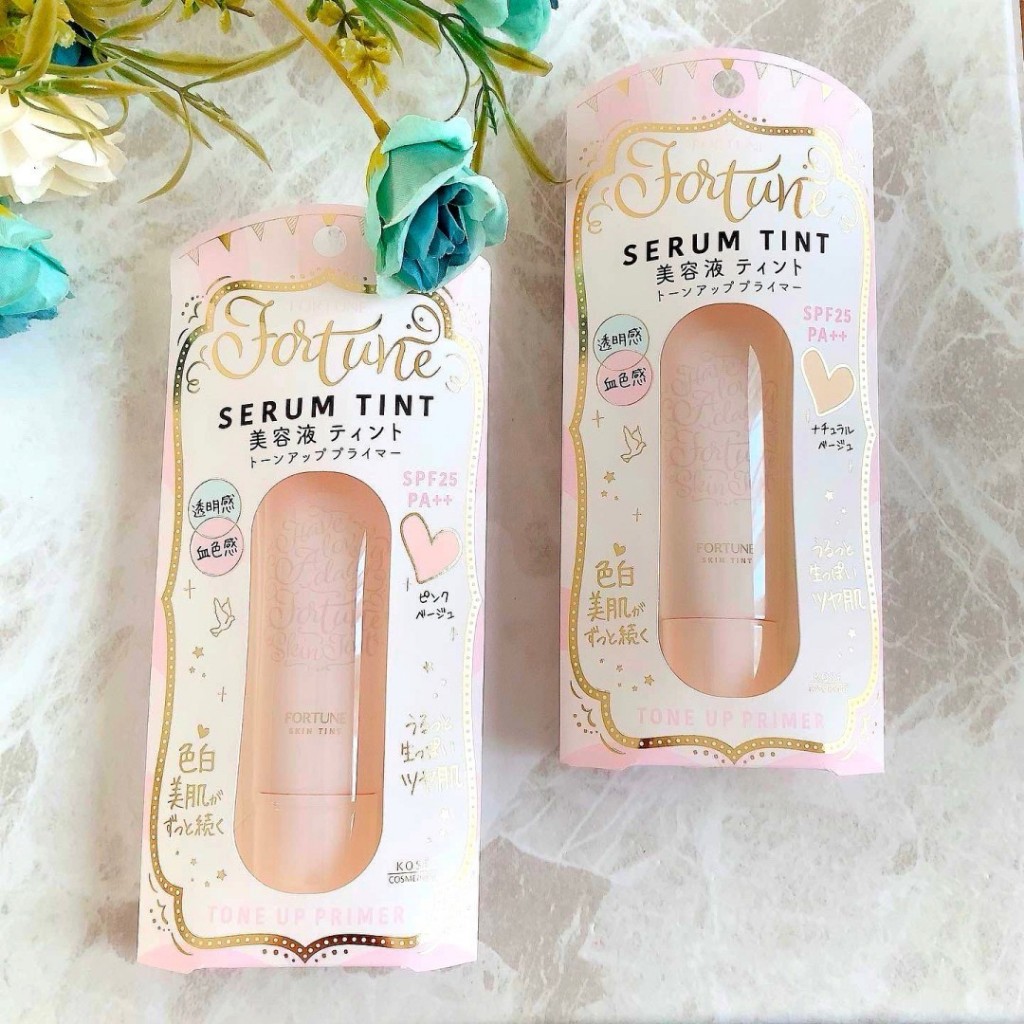 Fortune
SERUM TINT
美容液 ティント
トーンアッププライマー
SPF25
PA++
透明感
血色感
ピンク
ベージュ
FORTUNE
SKIN TINT
色白
美肌が
ずっと続く
うるっと
生っぽい
ツヤ肌
TONE UP PRIMER
Fortune
SERUM TINT
美容液 ティント
トーンアッププライマー
SPF25
PA++
透明感
血色感
ナチュラル
ベージュ
FORTUNE
SKIN TINT
色白
美肌が
ずっと続く
うるっと
生っぽい
ツヤ肌
TONE UP PRIMER